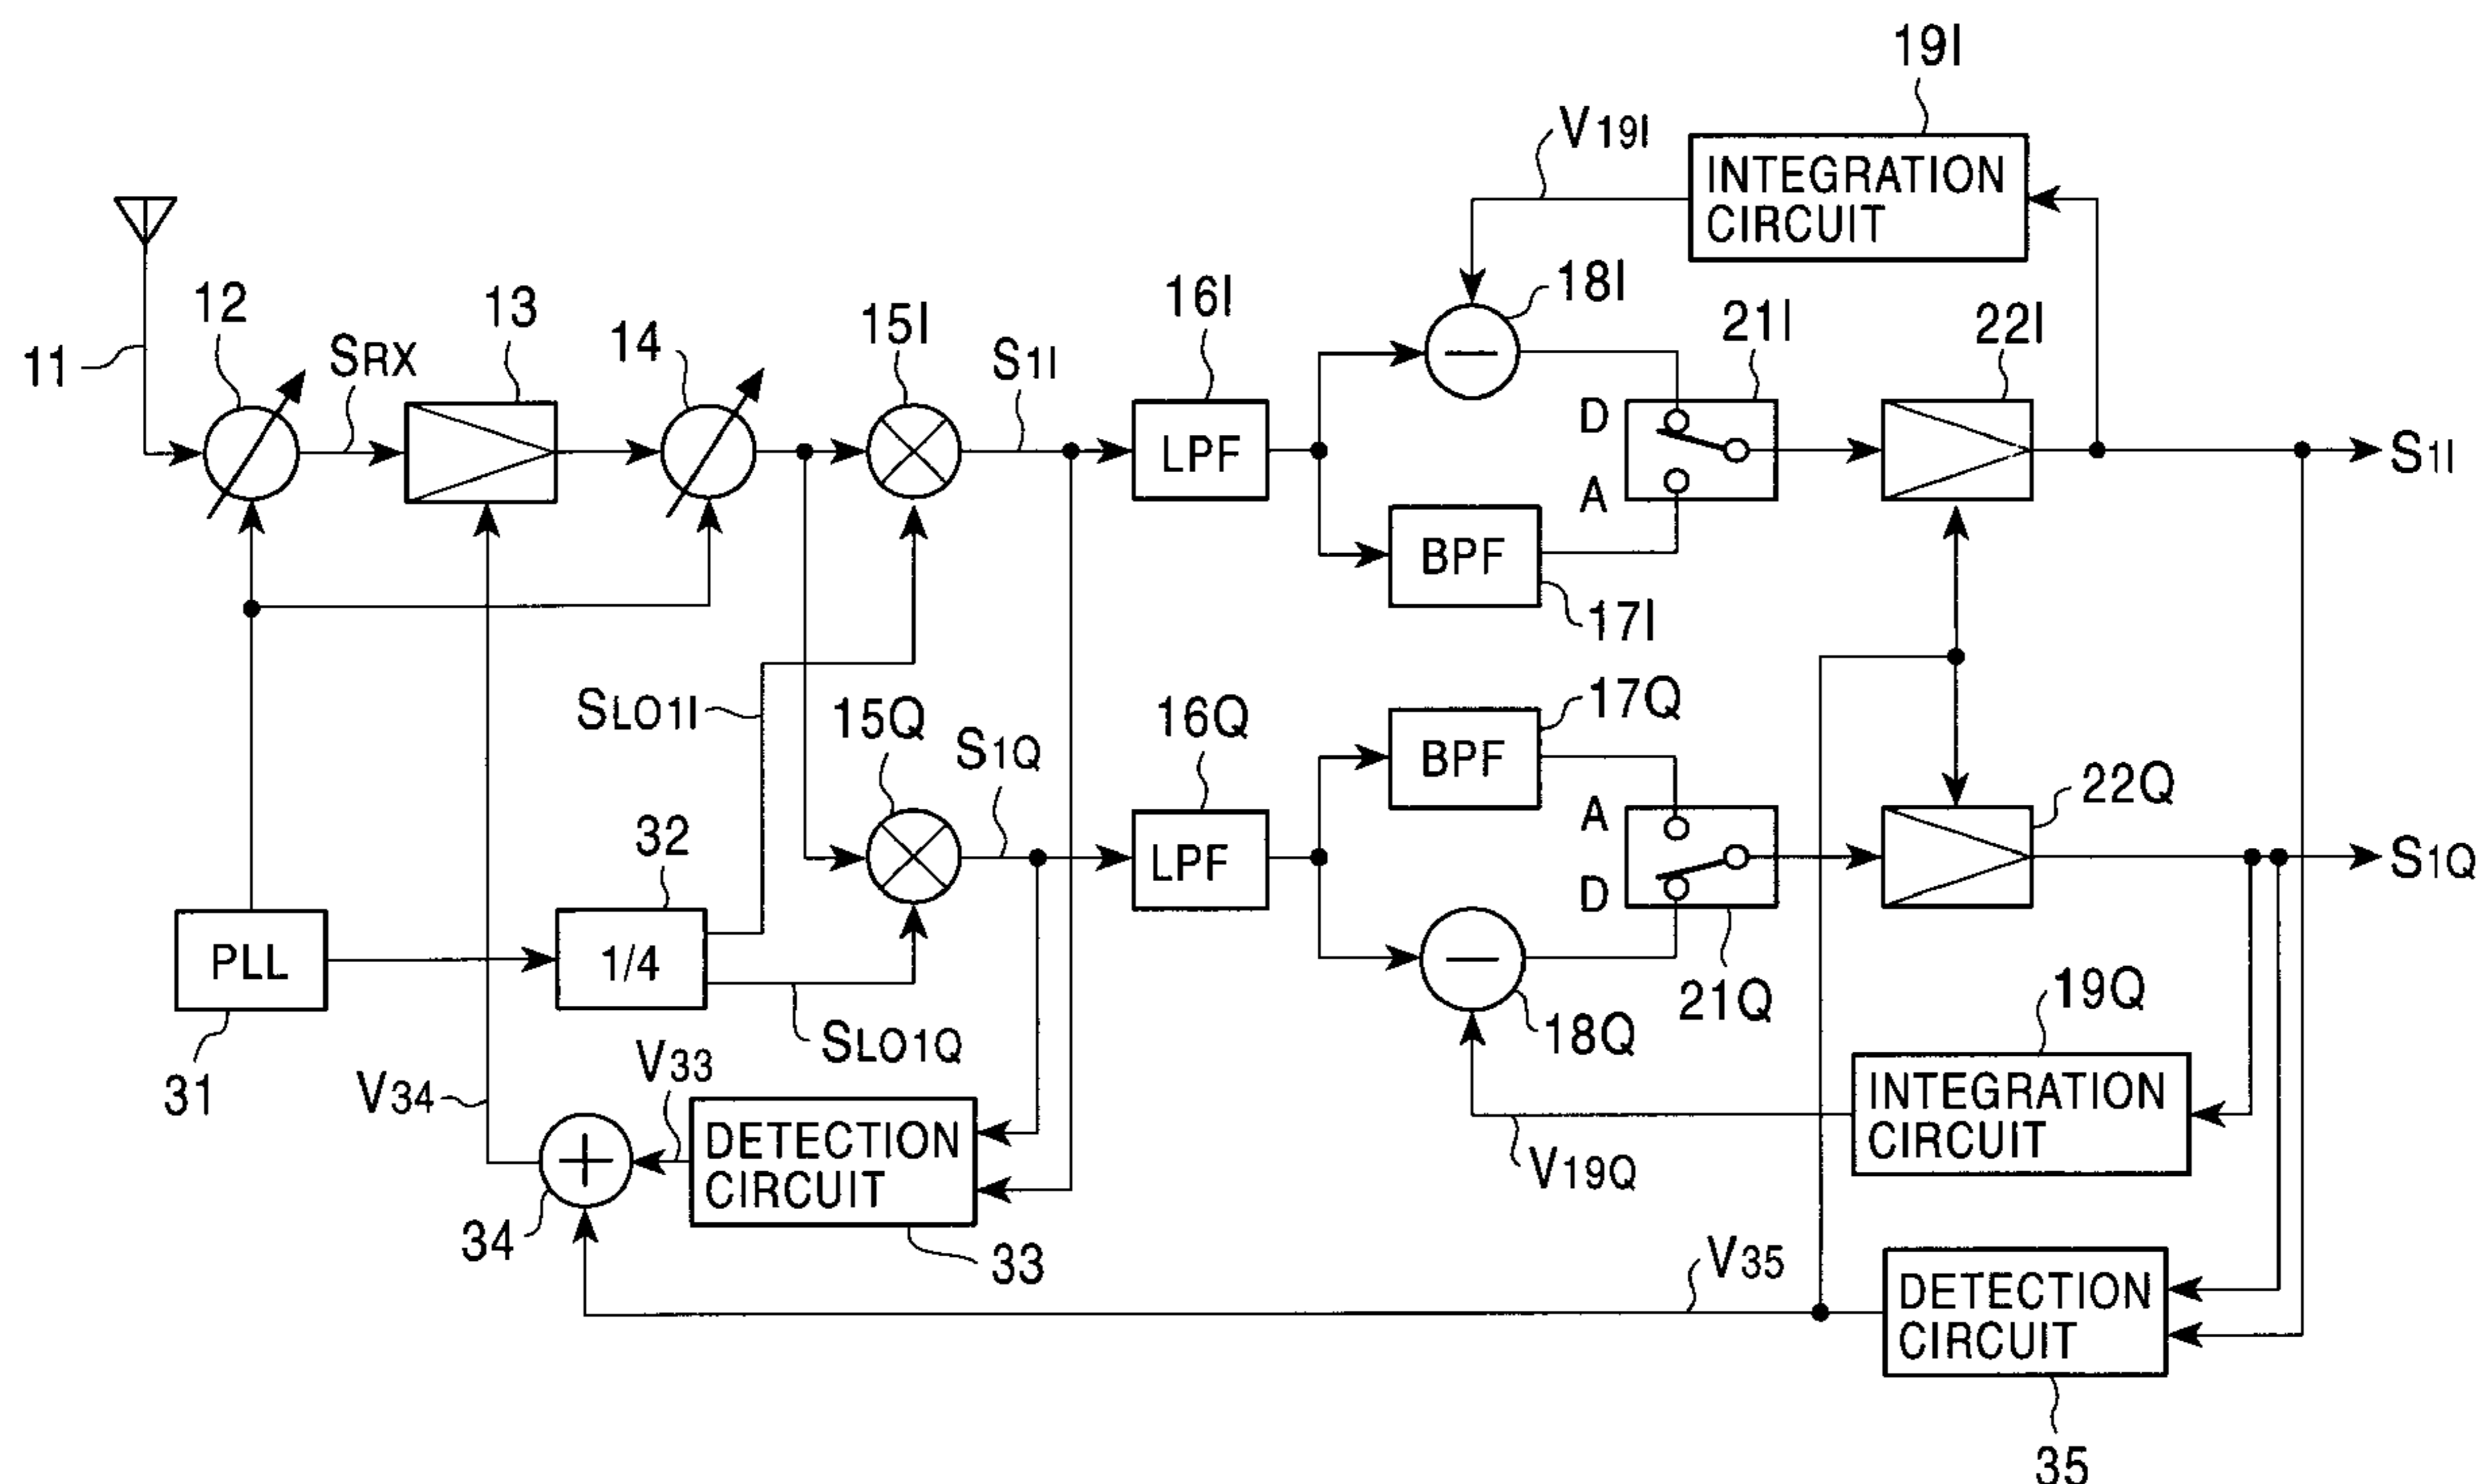 19I
V19I
INTEGRATION
CIRCUIT
11
12
SRX
13
14
15I
S1I
16I
18I
21I
22I
LPF
D
A
S1I
BPF
17I
SLO1I
15Q
S1Q
16Q
17Q
BPF
22Q
32
LPF
A
D
S1Q
PLL
1/4
21Q
19Q
31
SLO1Q
18Q
V34
V33
DETECTION
CIRCUIT
INTEGRATION
CIRCUIT
V19Q
34
33
V35
DETECTION
CIRCUIT
35